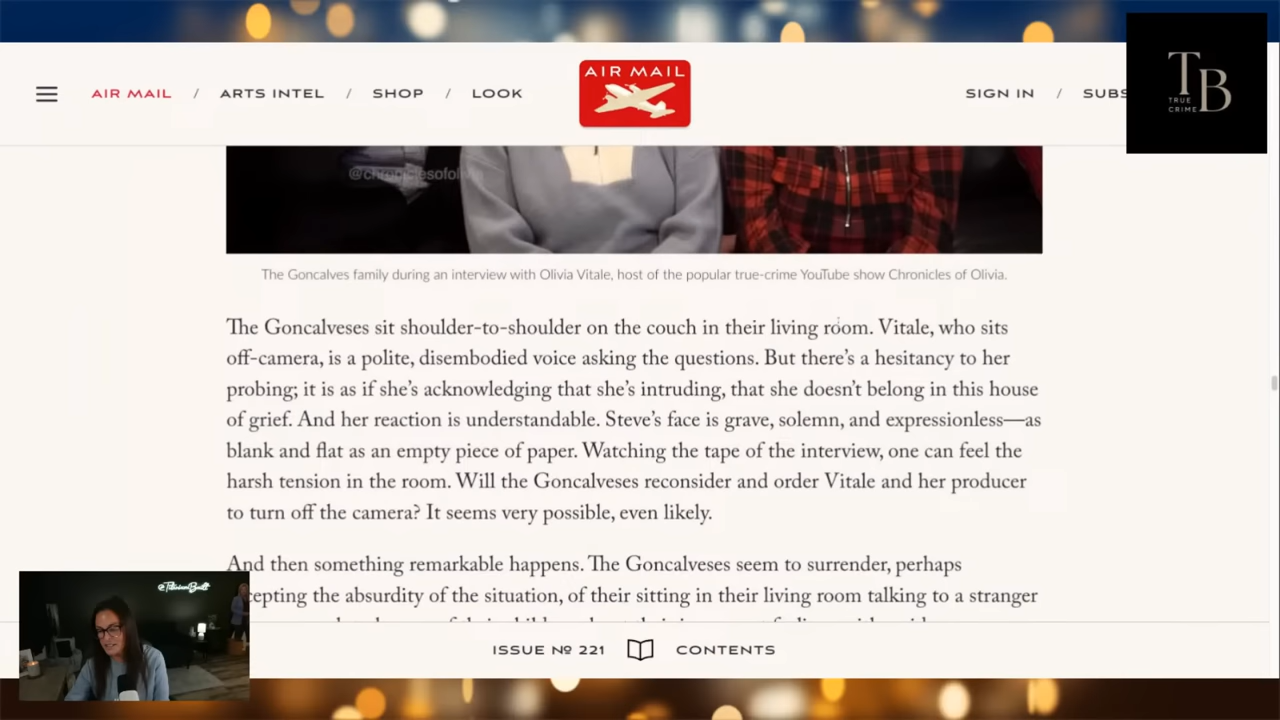 AIR MAIL / ARTS INTEL / SHOP / LOOK
AIR MAIL
SIGN IN / SUBS
TB
TRUE
CRIME
The Goncalves family during an interview with Olivia Vitale, host of the popular true-crime YouTube show Chronicles of Olivia.
The Goncalveses sit shoulder-to-shoulder on the couch in their living room. Vitale, who sits
off-camera, is a polite, disembodied voice asking the questions. But there's a hesitancy to her
probing; it is as if she's acknowledging that she's intruding, that she doesn't belong in this house
of grief. And her reaction is understandable. Steve's face is grave, solemn, and expressionless—as
blank and flat as an empty piece of paper. Watching the tape of the interview, one can feel the
harsh tension in the room. Will the Goncalveses reconsider and order Vitale and her producer
to turn off the camera? It seems very possible, even likely.
And then something remarkable happens. The Goncalveses seem to surrender, perhaps
cepting the absurdity of the situation, of their sitting in their living room talking to a stranger
ISSUE № 221 CONTENTS